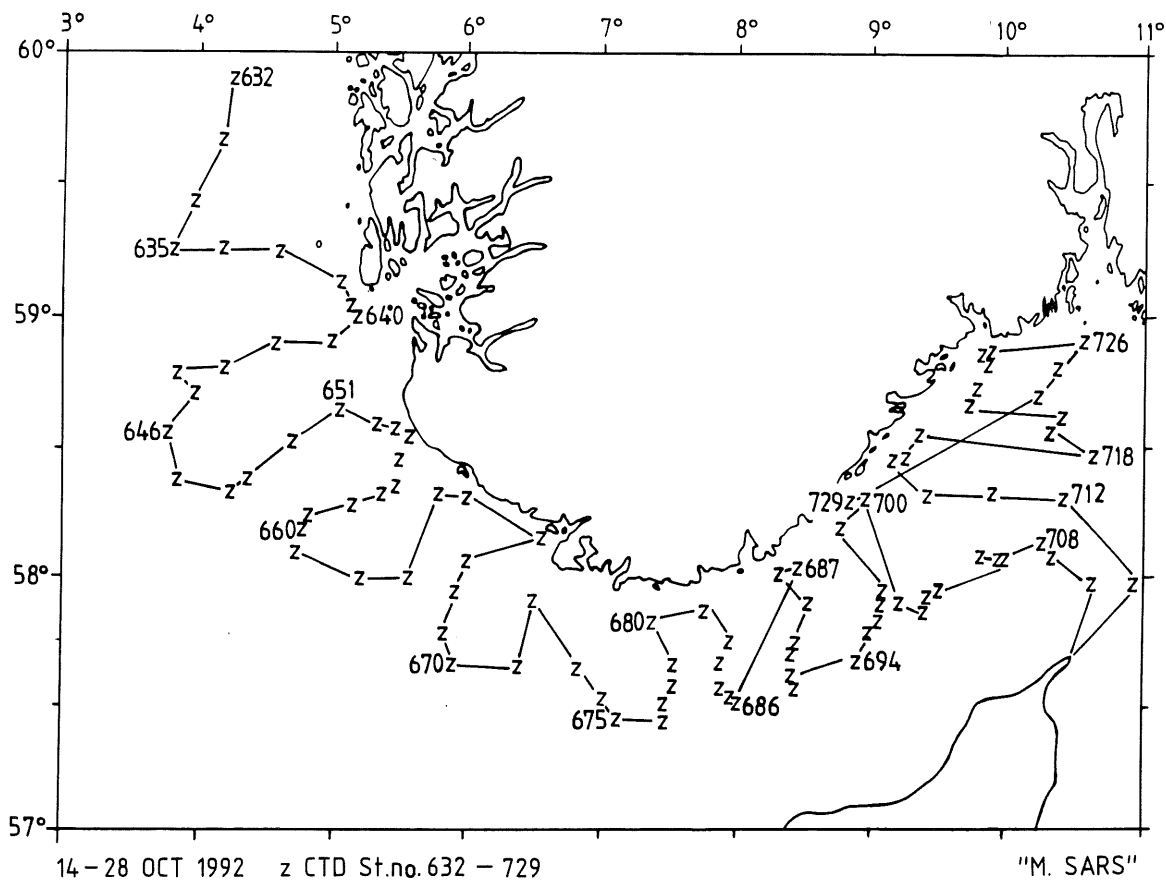 3° 4° 5° 6° 7° 8° 9° 10° 11°
60°
z632
635z
59°
z640
z726
651
646z
z718
z712
729z z700
660z
z708
58°
z687
680z
670z
z694
z686
675z
57°
14-28 OCT 1992 z CTD St.no. 632 - 729 "M. SARS"